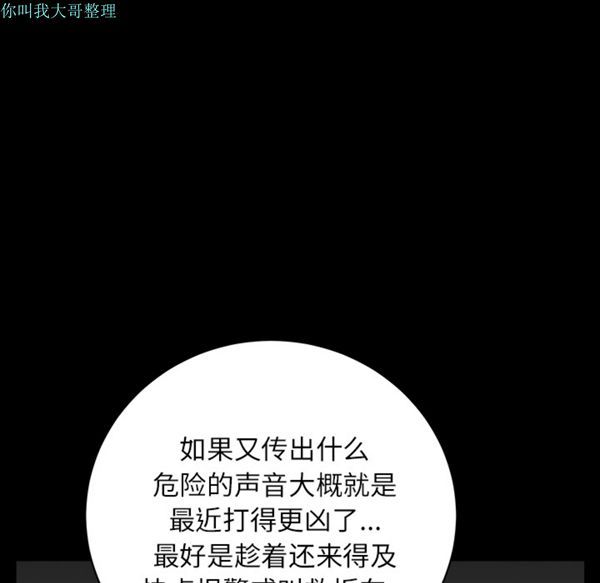 你叫我大哥整理
如果又传出什么
危险的声音大概就是
最近打得更凶了...
最好是趁着还来得及